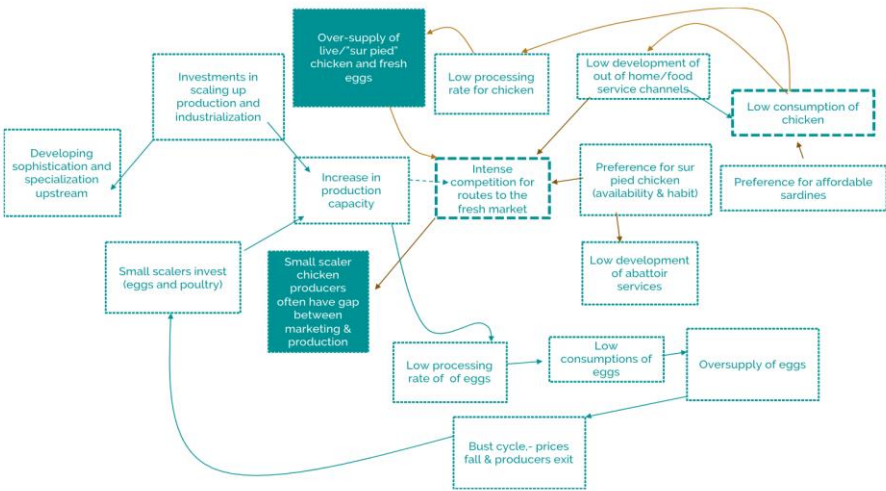 Over-supply of
live/"sur pied"
chicken and fresh
eggs
Investments in
scaling up
production and
industrialization
Low processing
rate for chicken
Low development of
out of home/food
service channels
Low consumption of
chicken
Developing
sophistication and
specialization
upstream
Increase in
production
capacity
Intense
competition for
routes to the
fresh market
Preference for sur
pied chicken
(availability & habit)
Preference for affordable
sardines
Small scalers invest
(eggs and poultry)
Small scaler
chicken
producers
often have gap
between
marketing &
production
Low development of
abattoir
services
Low processing
rate of of eggs
Low
consumptions of
eggs
Oversupply of eggs
Bust cycle,- prices
fall & producers exit